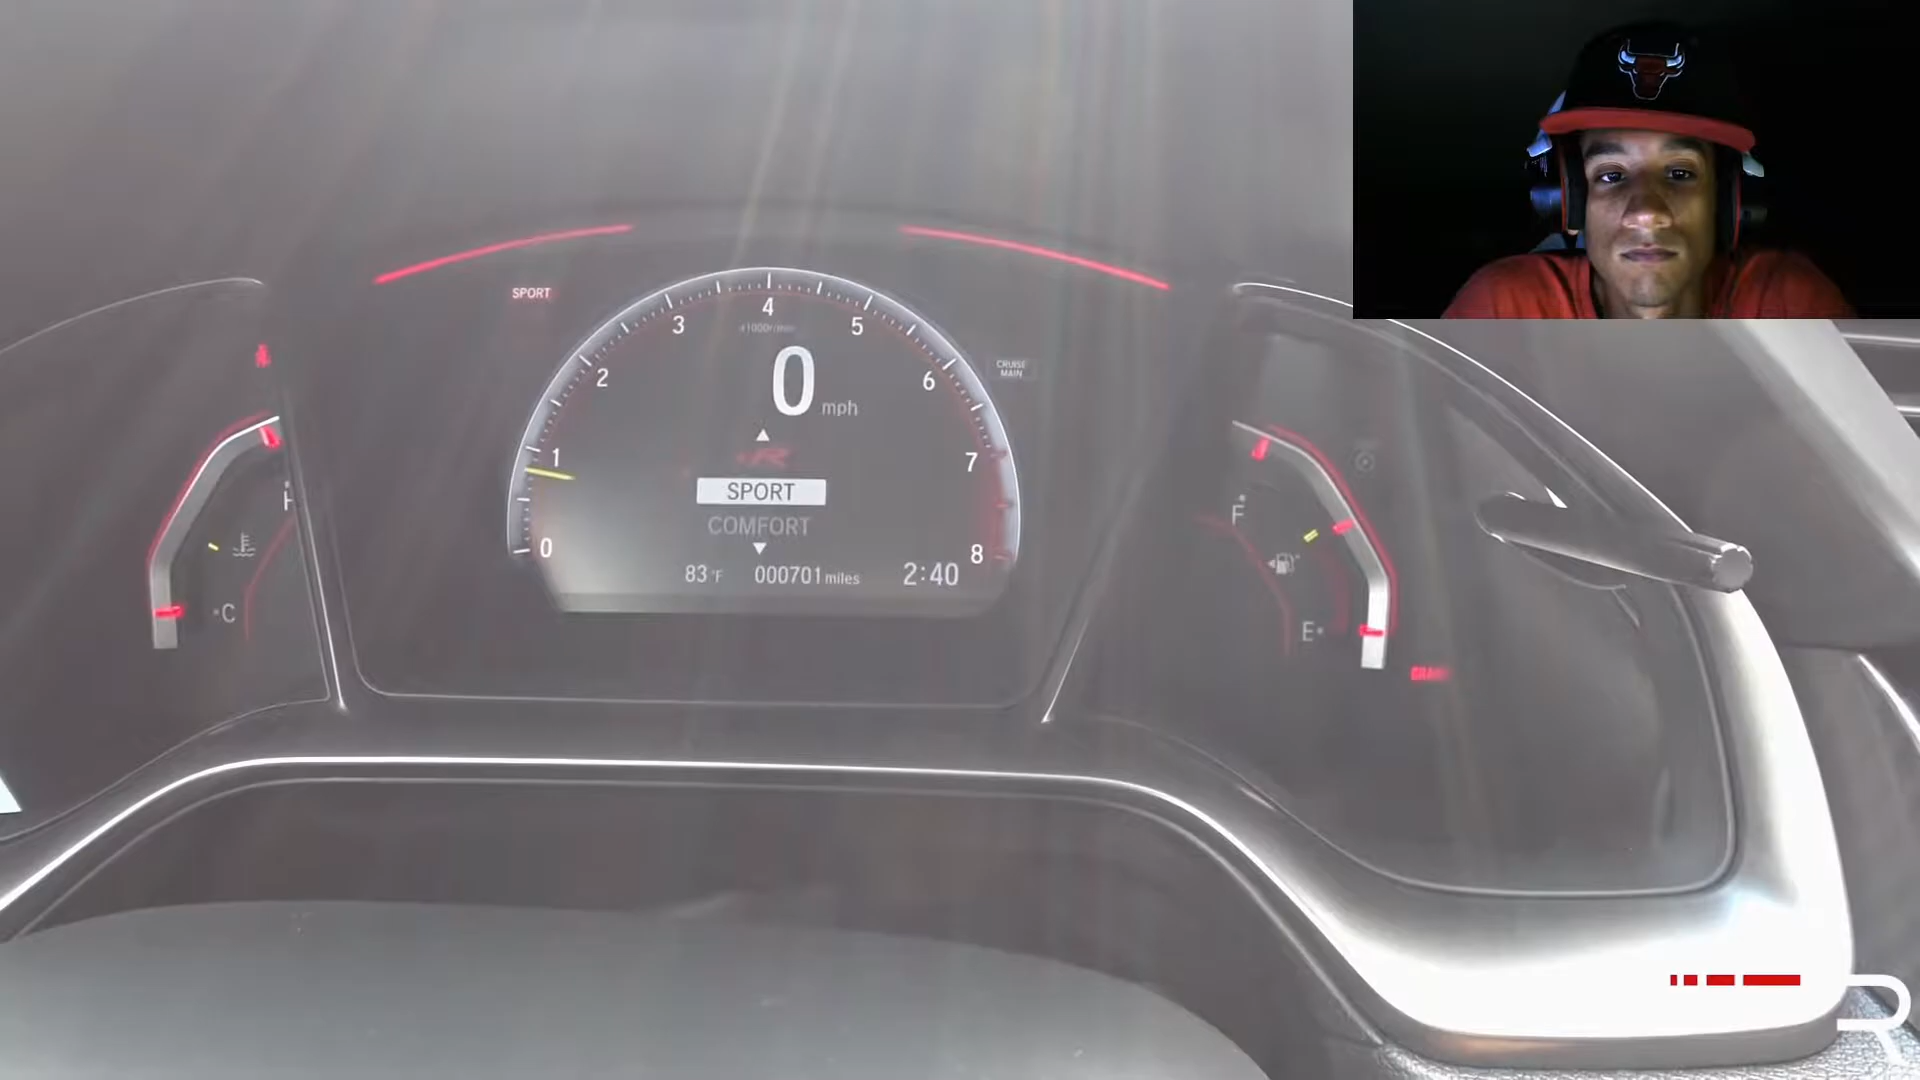 SPORT
4
3
5
x1000r/min
2
6
0
mph
CRUISE
MAIN
1
7
+R
SPORT
COMFORT
0
8
83°F
000701 miles
2:40
H
C
F
E
BRAKE
R